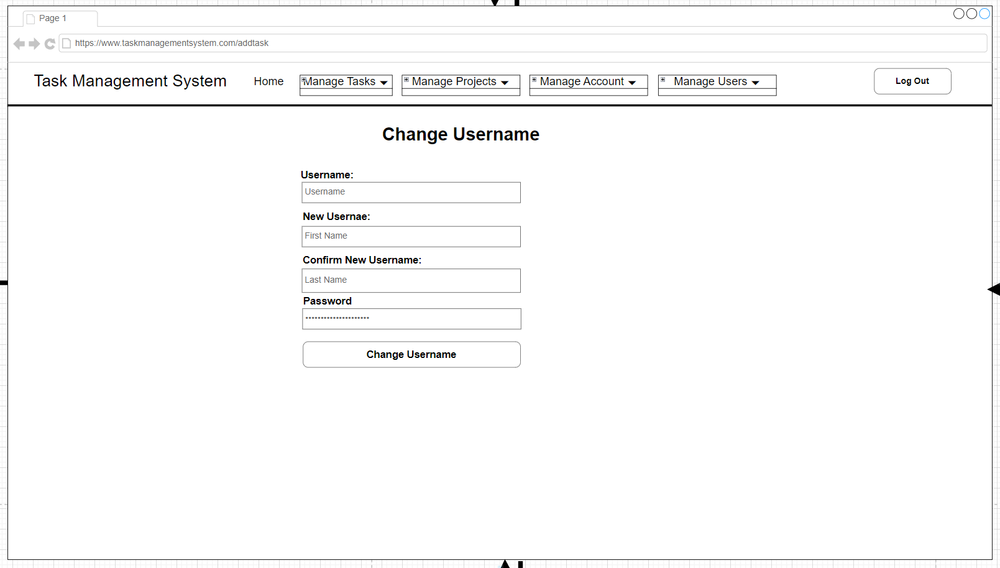 Page 1
https://www.taskmanagementsystem.com/addtask
Task Management System Home Manage Tasks Manage Projects Manage Account Manage Users Log Out
Change Username
Username:
Username
New Usernae:
First Name
Confirm New Username:
Last Name
Password
•••••••••••••••••••••
Change Username